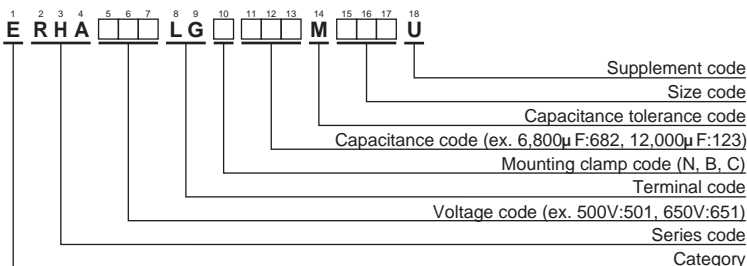 1 2 3 4 5 6 7 8 9 10 11 12 13 14 15 16 17 18
E R H A L G M U
Supplement code
Size code
Capacitance tolerance code
Capacitance code (ex. 6,800μF:682, 12,000μF:123)
Mounting clamp code (N, B, C)
Terminal code
Voltage code (ex. 500V:501, 650V:651)
Series code
Category